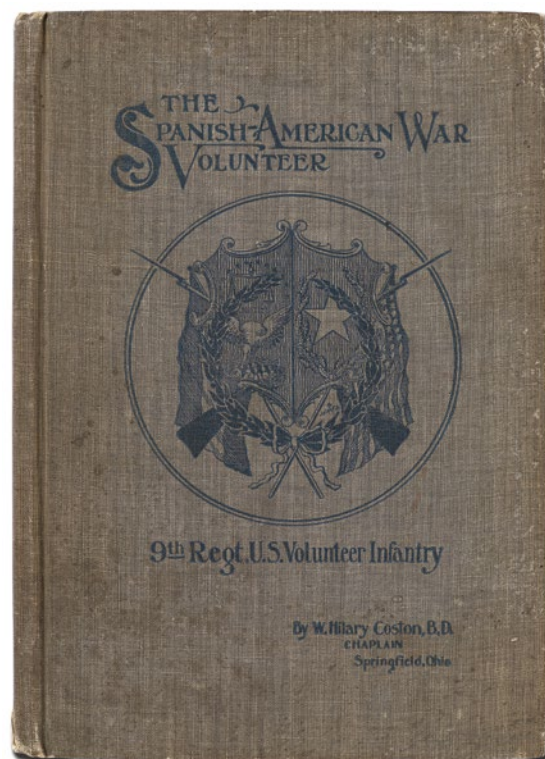 THE
SPANISH-AMERICAN WAR
VOLUNTEER
9th Regt. U.S. Volunteer Infantry
By W. Hilary Coston, B.D.
CHAPLAIN
Springfield, Ohio